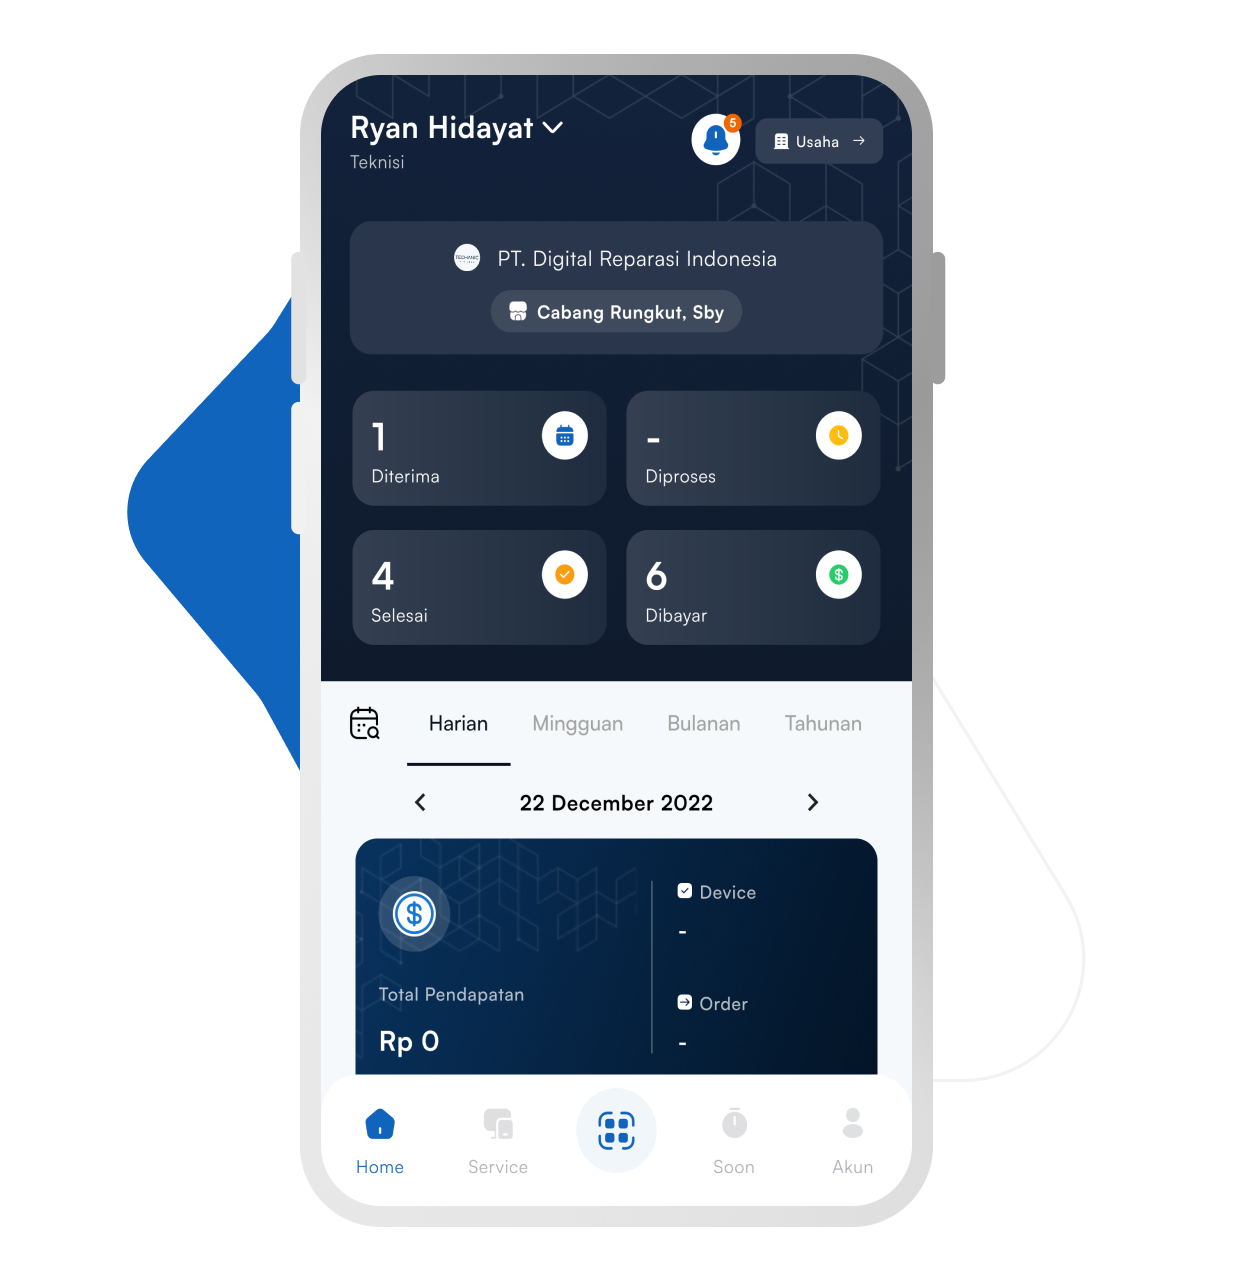 Ryan Hidayat
Teknisi
5
Usaha
TECHANIC
PT. Digital Reparasi Indonesia
Cabang Rungkut, Sby
1
Diterima
-
Diproses
4
Selesai
6
Dibayar
Harian Mingguan Bulanan Tahunan
22 December 2022
Device
-
Total Pendapatan
Rp 0
Order
-
Home Service Soon Akun